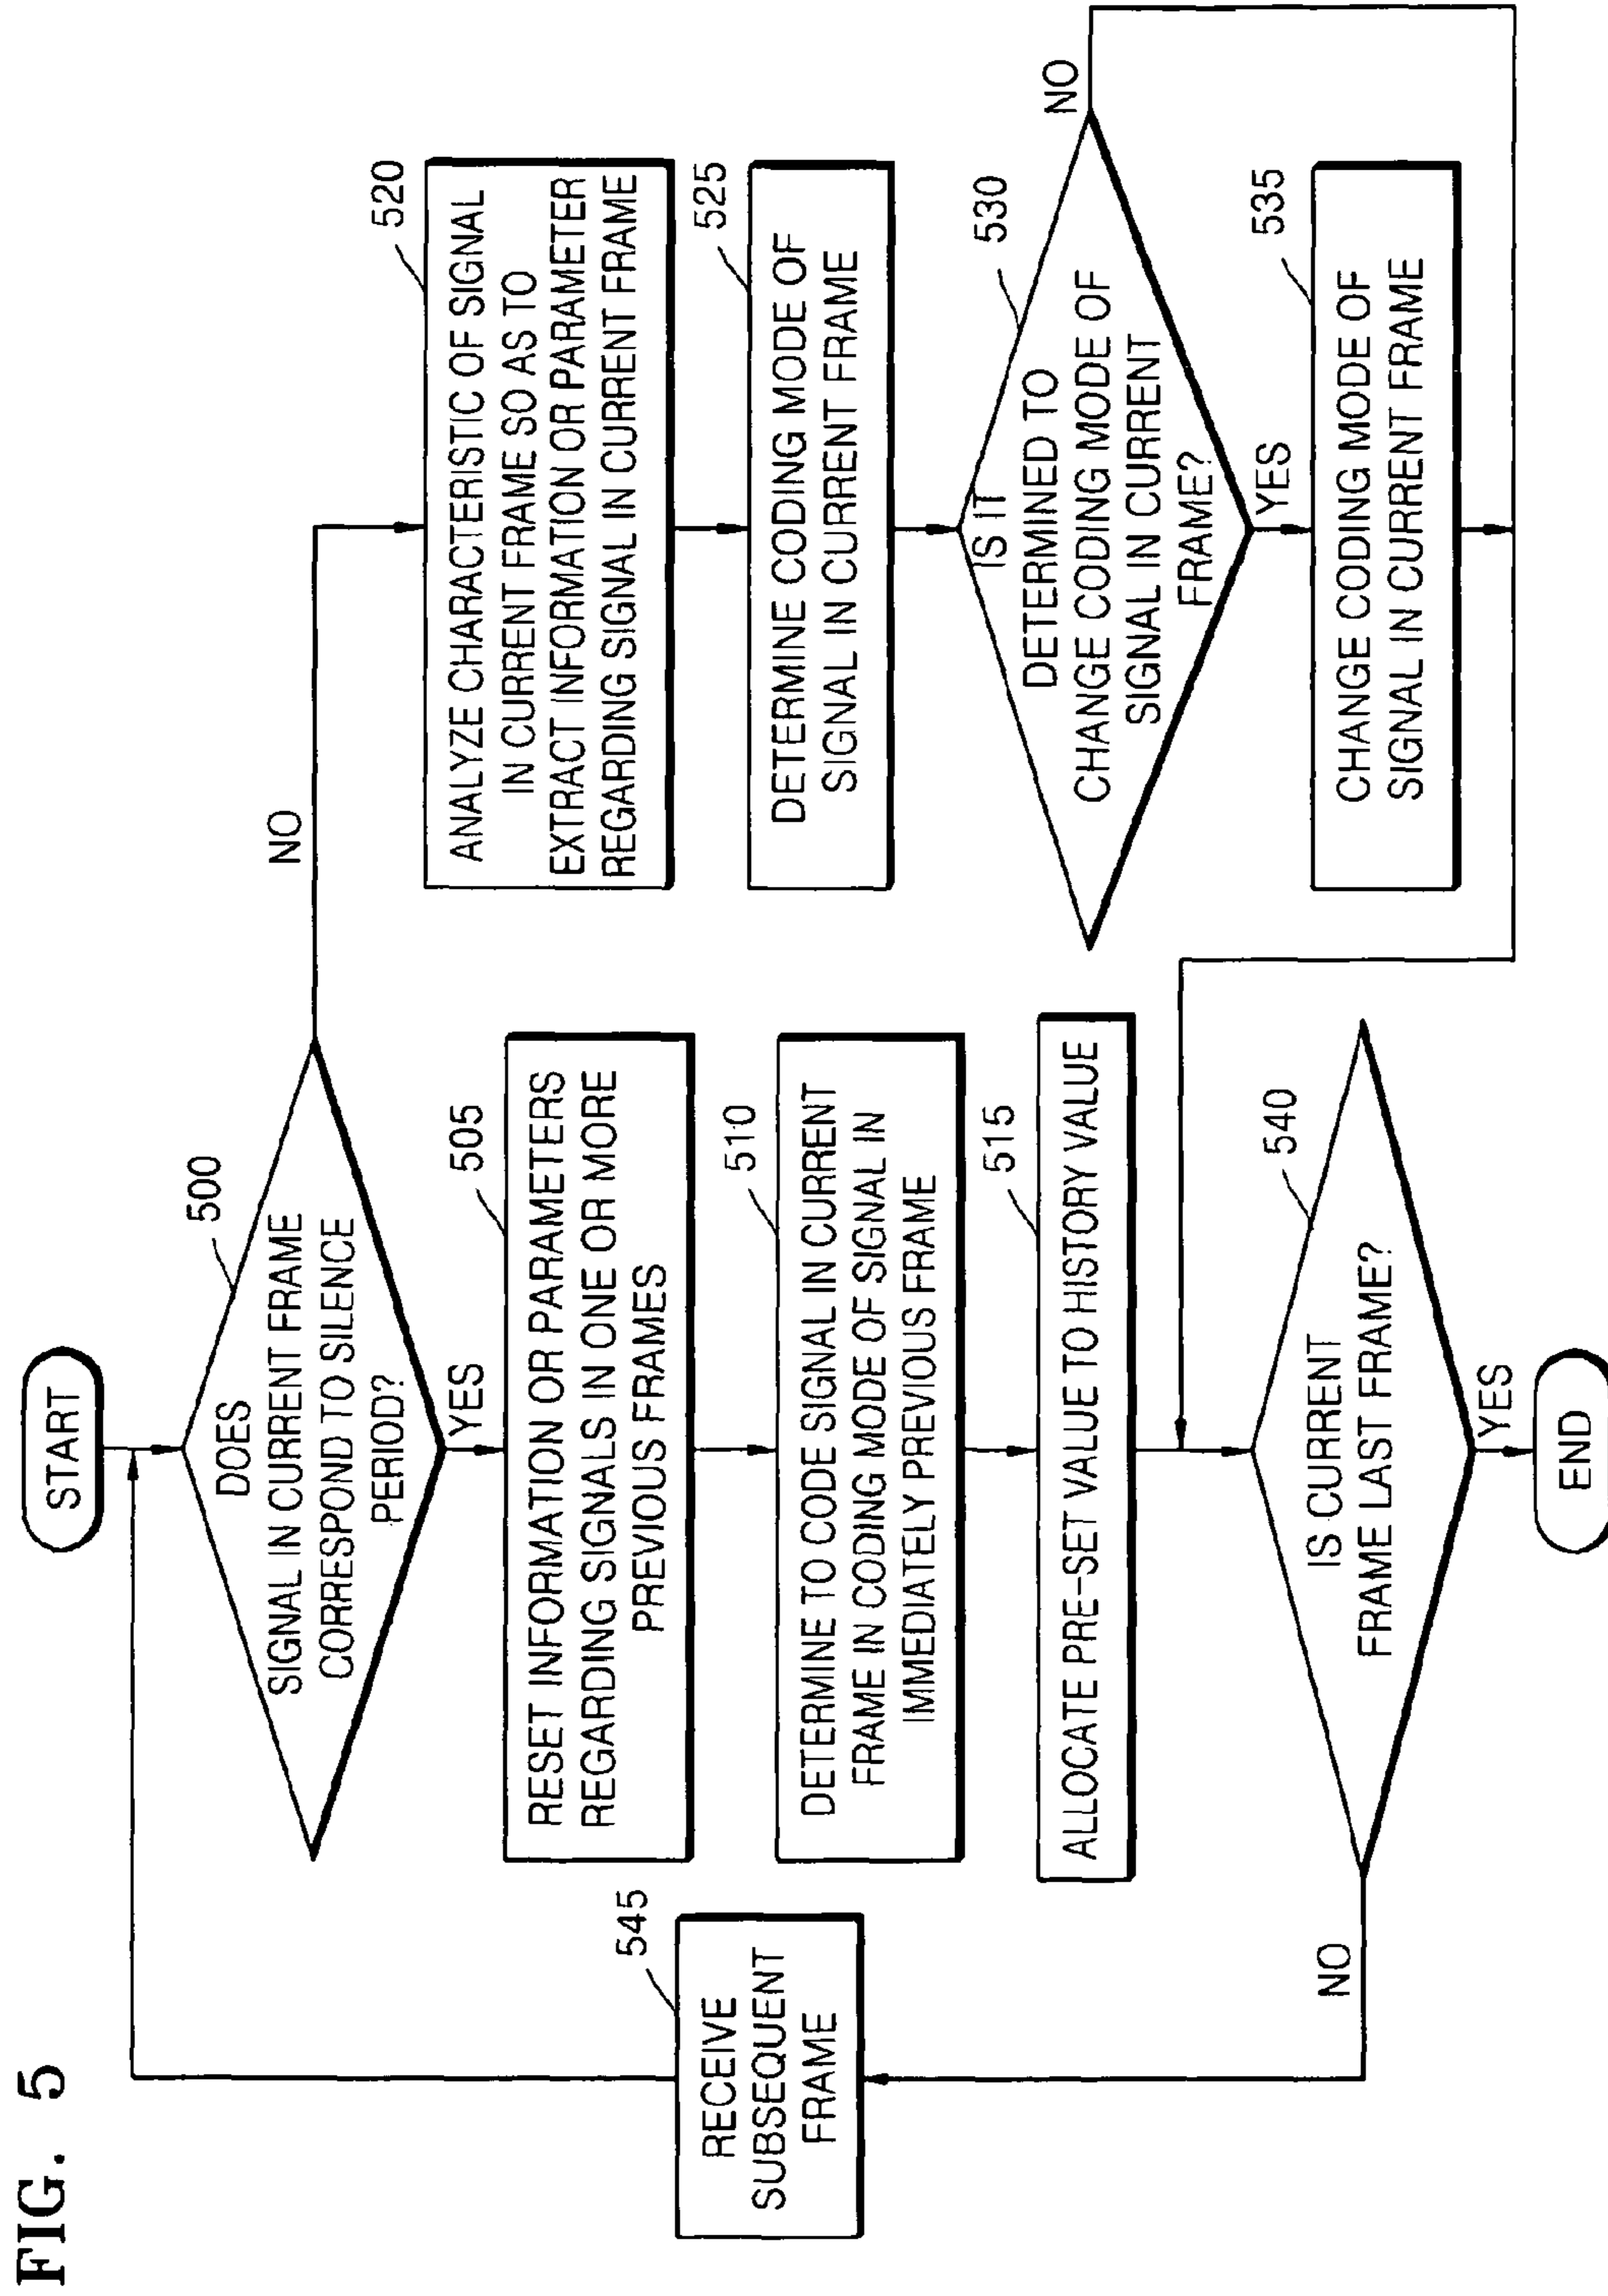 FIG. 5
START
500
DOES
SIGNAL IN CURRENT FRAME
CORRESPOND TO SILENCE
PERIOD?
NO
YES
505
RESET INFORMATION OR PARAMETERS
REGARDING SIGNALS IN ONE OR MORE
PREVIOUS FRAMES
510
DETERMINE TO CODE SIGNAL IN CURRENT
FRAME IN CODING MODE OF SIGNAL IN
IMMEDIATELY PREVIOUS FRAME
515
ALLOCATE PRE-SET VALUE TO HISTORY VALUE
520
ANALYZE CHARACTERISTIC OF SIGNAL
IN CURRENT FRAME SO AS TO
EXTRACT INFORMATION OR PARAMETER
REGARDING SIGNAL IN CURRENT FRAME
525
DETERMINE CODING MODE OF
SIGNAL IN CURRENT FRAME
530
IS IT
DETERMINED TO
CHANGE CODING MODE OF
SIGNAL IN CURRENT
FRAME?
NO
YES
535
CHANGE CODING MODE OF
SIGNAL IN CURRENT FRAME
540
IS CURRENT
FRAME LAST FRAME?
NO
YES
545
RECEIVE
SUBSEQUENT
FRAME
END